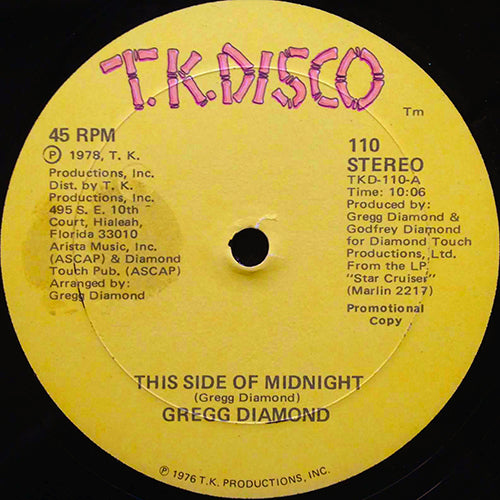 T.K.DISCO
Tm
45 RPM
Ⓟ 1978, T. K.
Productions, Inc.
Dist. by T. K.
Productions, Inc.
495 S. E. 10th
Court, Hialeah,
Florida 33010
Arista Music, Inc.
(ASCAP) & Diamond
Touch Pub. (ASCAP)
Arranged by:
Gregg Diamond
110
STEREO
TKD-110-A
Time: 10:06
Produced by:
Gregg Diamond &
Godfrey Diamond
for Diamond Touch
Productions, Ltd.
From the LP
"Star Cruiser"
(Marlin 2217)
Promotional
Copy
THIS SIDE OF MIDNIGHT
(Gregg Diamond)
GREGG DIAMOND
Ⓟ 1976 T.K. PRODUCTIONS, INC.